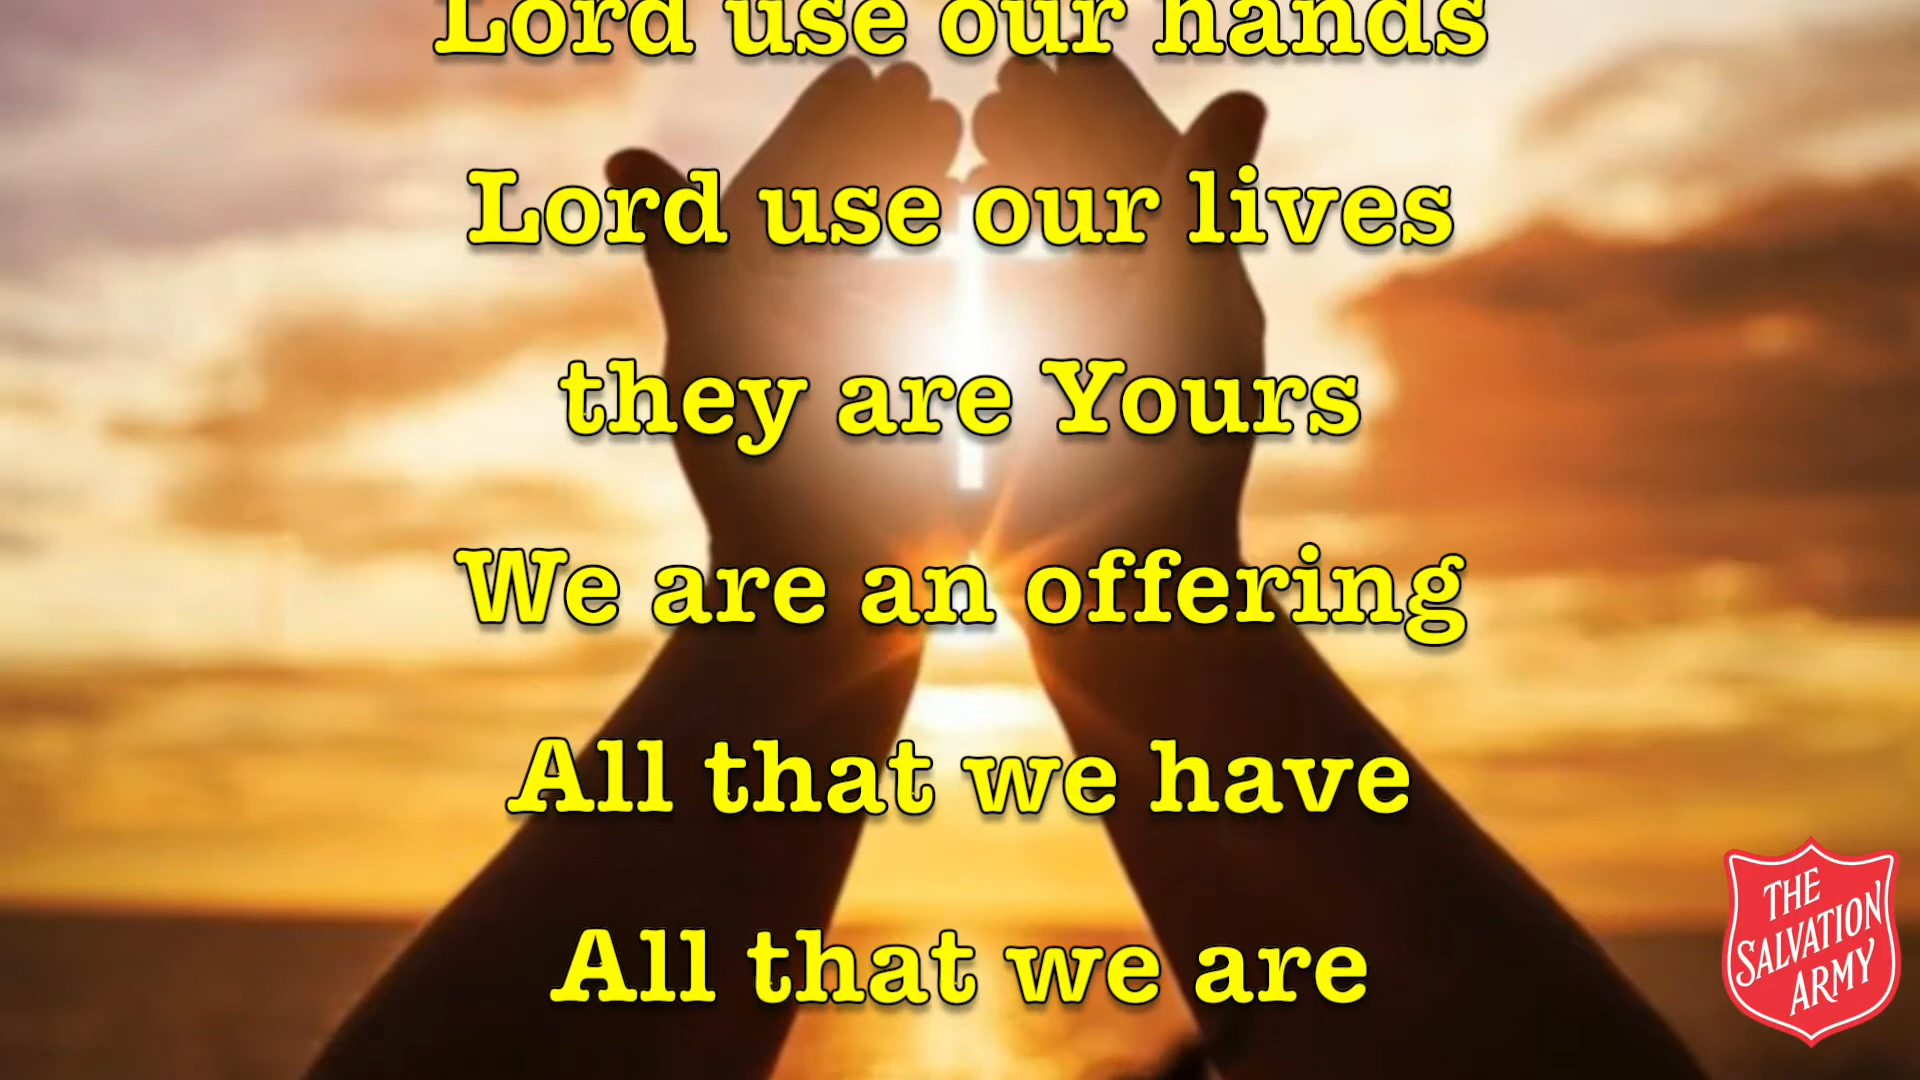 Lord use our hands
Lord use our lives
they are Yours
We are an offering
All that we have
All that we are
THE
SALVATION
ARMY